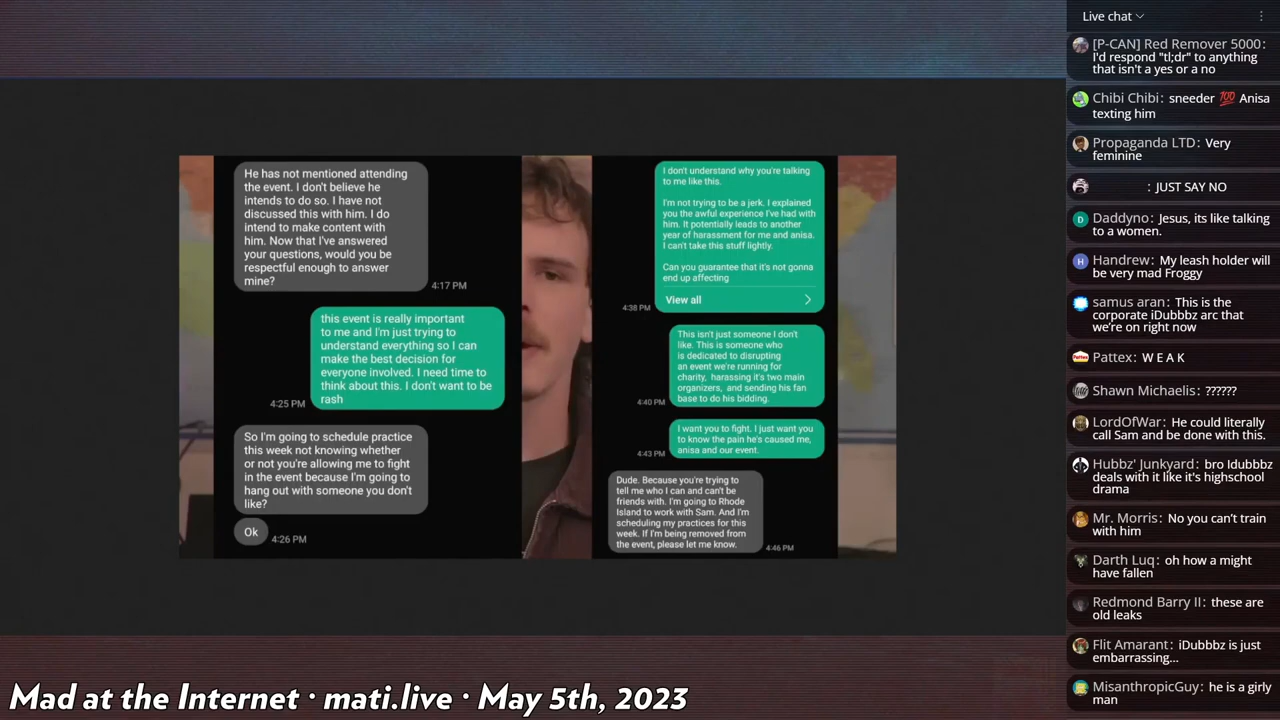 He has not mentioned attending
the event. I don't believe he
intends to do so. I have not
discussed this with him. I do
intend to make content with
him. Now that I've answered
your questions, would you be
respectful enough to answer
mine?
4:17 PM
this event is really important
to me and I'm just trying to
understand everything so I can
make the best decision for
everyone involved. I need time to
think about this. I don't want to be
rash
4:25 PM
So I'm going to schedule practice
this week not knowing whether
or not you're allowing me to fight
in the event because I'm going to
hang out with someone you don't
like?
Ok
4:26 PM
I don't understand why you're talking
to me like this.
I'm not trying to be a jerk. I explained
you the awful experience I've had with
him. It potentially leads to another
year of harassment for me and anisa.
I can't take this stuff lightly.
Can you guarantee that it's not gonna
end up affecting
View all
4:38 PM
This isn't just someone I don't
like. This is someone who
is dedicated to disrupting
an event we're running for
charity, harassing it's two main
organizers, and sending his fan
base to do his bidding.
4:40 PM
I want you to fight. I just want you
to know the pain he's caused me,
anisa and our event.
4:43 PM
Dude. Because you're trying to
tell me who I can and can't be
friends with. I'm going to Rhode
Island to work with Sam. And I'm
scheduling my practices for this
week. If I'm being removed from
the event, please let me know.
4:46 PM
Live chat
[P-CAN] Red Remover 5000:
I'd respond "tl;dr" to anything
that isn't a yes or a no
Chibi Chibi: sneeder 💯 Anisa
texting him
Propaganda LTD: Very
feminine
: JUST SAY NO
Daddyno: Jesus, its like talking
to a women.
Handrew: My leash holder will
be very mad Froggy
samus aran: This is the
corporate iDubbbz arc that
we're on right now
Pattex: W E A K
Shawn Michaelis: ??????
LordOfWar: He could literally
call Sam and be done with this.
Hubbz' Junkyard: bro Idubbbz
deals with it like it's highschool
drama
Mr. Morris: No you can't train
with him
Darth Luq: oh how a might
have fallen
Redmond Barry II: these are
old leaks
Flit Amarant: iDubbbz is just
embarrassing...
MisanthropicGuy: he is a girly
man
Mad at the Internet · mati.live · May 5th, 2023